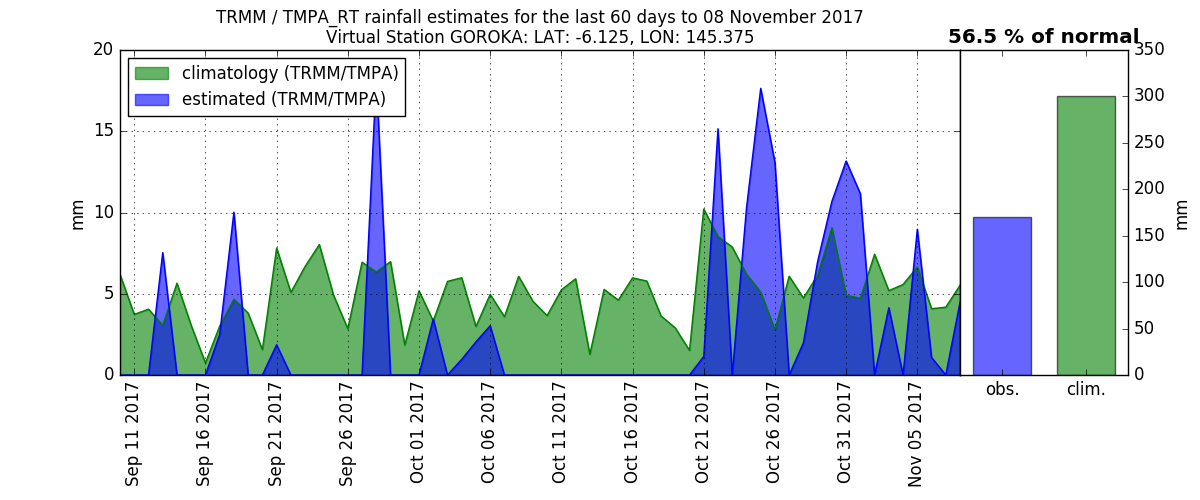 TRMM / TMPA_RT rainfall estimates for the last 60 days to 08 November 2017
Virtual Station GOROKA: LAT: -6.125, LON: 145.375
56.5 % of normal
climatology (TRMM/TMPA)
estimated (TRMM/TMPA)
20
15
10
5
0
mm
Sep 11 2017
Sep 16 2017
Sep 21 2017
Sep 26 2017
Oct 01 2017
Oct 06 2017
Oct 11 2017
Oct 16 2017
Oct 21 2017
Oct 26 2017
Oct 31 2017
Nov 05 2017
obs.
clim.
350
300
250
200
150
100
50
0
mm